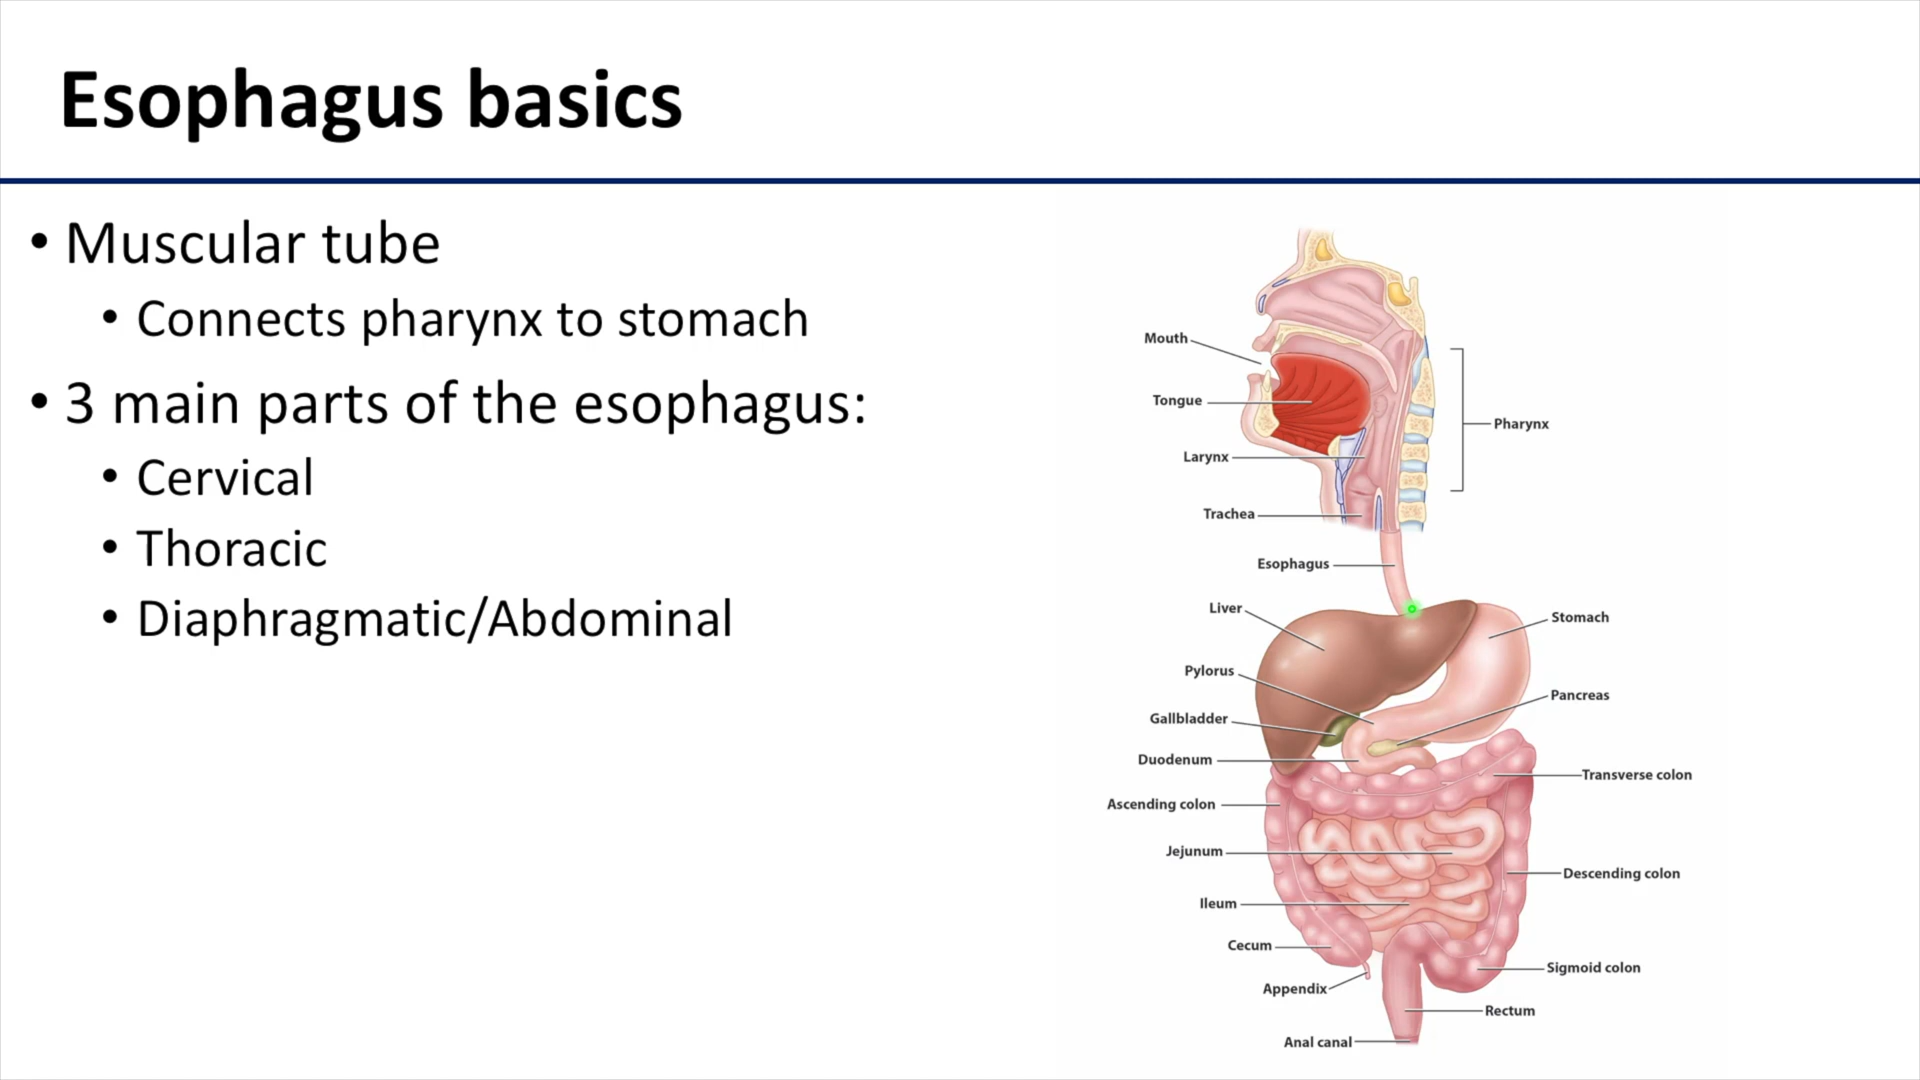 Esophagus basics
• Muscular tube
• Connects pharynx to stomach
• 3 main parts of the esophagus:
• Cervical
• Thoracic
• Diaphragmatic/Abdominal
Mouth
Tongue
Pharynx
Larynx
Trachea
Esophagus
Liver
Stomach
Pylorus
Pancreas
Gallbladder
Duodenum
Transverse colon
Ascending colon
Jejunum
Descending colon
Ileum
Cecum
Sigmoid colon
Appendix
Rectum
Anal canal